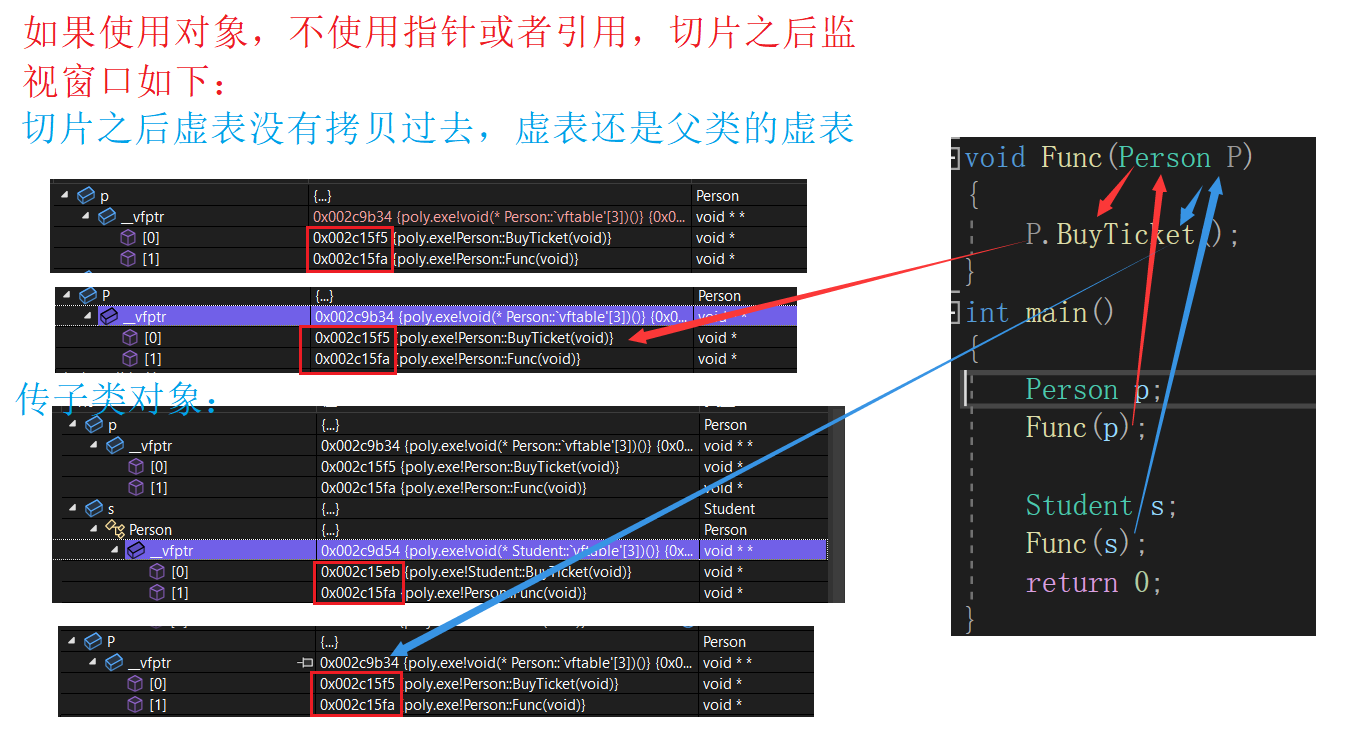 如果使用对象，不使用指针或者引用，切片之后监
视窗口如下：
切片之后虚表没有拷贝过去，虚表还是父类的虚表
p {...} Person
__vfptr 0x002c9b34 {poly.exe!void(* Person::`vftable'[3])()} {0x0... void * *
[0] 0x002c15f5 {poly.exe!Person::BuyTicket(void)} void *
[1] 0x002c15fa {poly.exe!Person::Func(void)} void *
P {...} Person
__vfptr 0x002c9b34 {poly.exe!void(* Person::`vftable'[3])()} {0x0... void * *
[0] 0x002c15f5 {poly.exe!Person::BuyTicket(void)} void *
[1] 0x002c15fa {poly.exe!Person::Func(void)} void *
传子类对象：
p {...} Person
__vfptr 0x002c9b34 {poly.exe!void(* Person::`vftable'[3])()} {0x0... void * *
[0] 0x002c15f5 {poly.exe!Person::BuyTicket(void)} void *
[1] 0x002c15fa {poly.exe!Person::Func(void)} void *
s {...} Student
Person {...} Person
__vfptr 0x002c9d54 {poly.exe!void(* Student::`vftable'[3])()} {0x... void * *
[0] 0x002c15eb {poly.exe!Student::BuyTicket(void)} void *
[1] 0x002c15fa {poly.exe!Person::Func(void)} void *
P {...} Person
__vfptr 0x002c9b34 {poly.exe!void(* Person::`vftable'[3])()} {0x0... void * *
[0] 0x002c15f5 {poly.exe!Person::BuyTicket(void)} void *
[1] 0x002c15fa {poly.exe!Person::Func(void)} void *
void Func(Person P)
{
P.BuyTicket();
}
int main()
{
Person p;
Func(p);
Student s;
Func(s);
return 0;
}